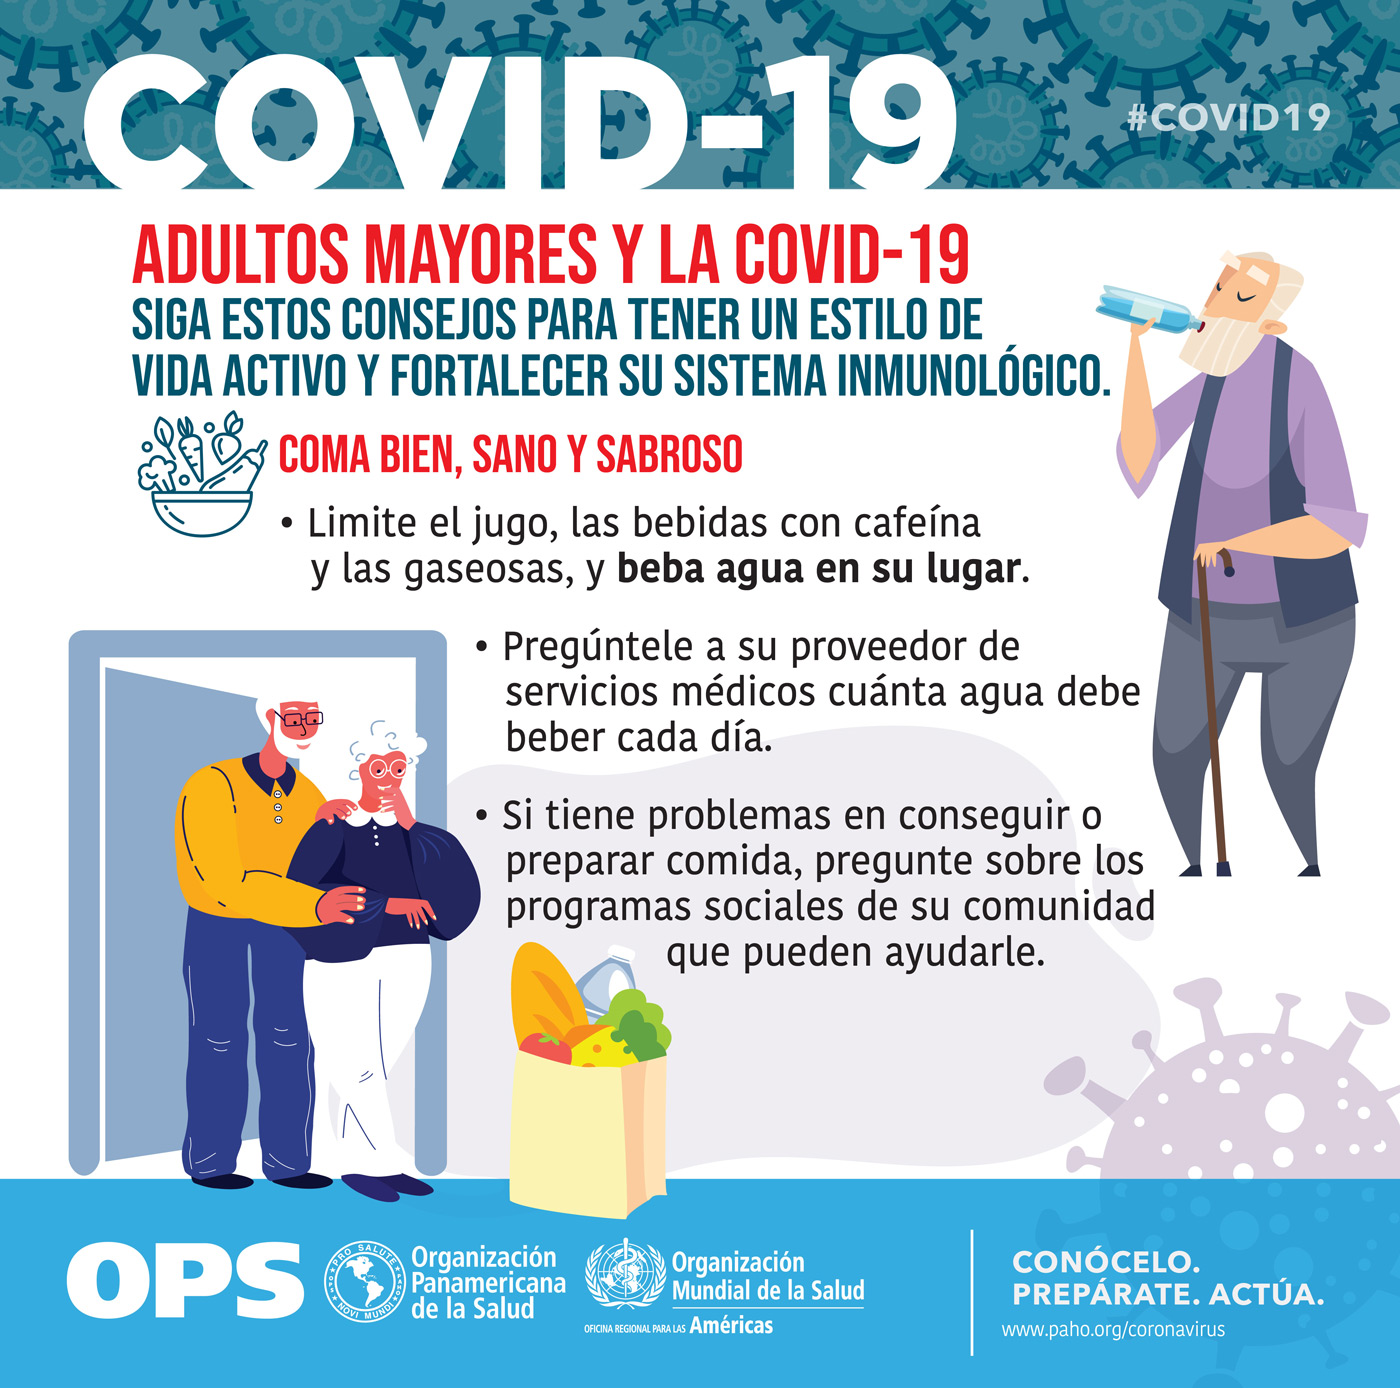 COVID-19
#COVID19
ADULTOS MAYORES Y LA COVID-19
SIGA ESTOS CONSEJOS PARA TENER UN ESTILO DE
VIDA ACTIVO Y FORTALECER SU SISTEMA INMUNOLÓGICO.
COMA BIEN, SANO Y SABROSO
• Limite el jugo, las bebidas con cafeína
y las gaseosas, y beba agua en su lugar.
• Pregúntele a su proveedor de
servicios médicos cuánta agua debe
beber cada día.
• Si tiene problemas en conseguir o
preparar comida, pregunte sobre los
programas sociales de su comunidad
que pueden ayudarle.
OPS
PRO SALUTE
NOVI MUNDI
Organización
Panamericana
de la Salud
Organización
Mundial de la Salud
OFICINA REGIONAL PARA LAS Américas
CONÓCELO.
PREPÁRATE. ACTÚA.
www.paho.org/coronavirus